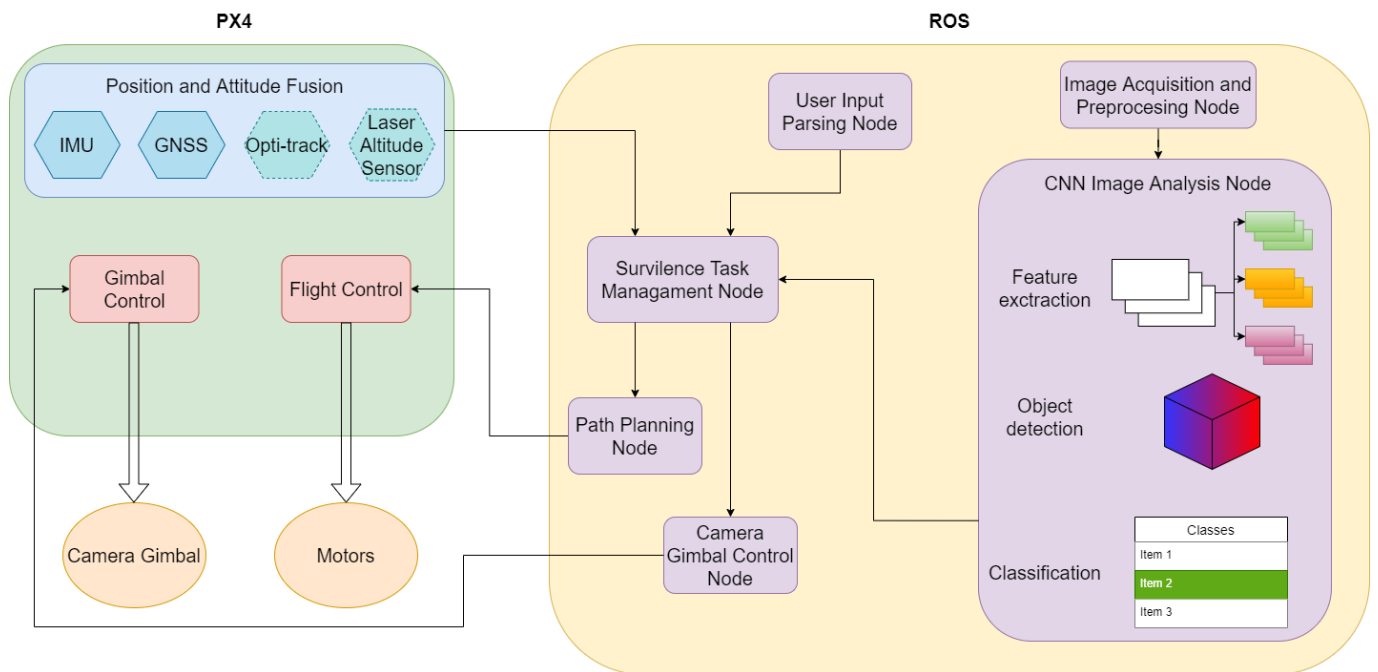 PX4
ROS
Position and Attitude Fusion
IMU
GNSS
Opti-track
Laser
Altitude
Sensor
Gimbal
Control
Flight Control
Camera Gimbal
Motors
User Input
Parsing Node
Image Acquisition and
Preprocesing Node
Survilence Task
Managament Node
Path Planning
Node
Camera
Gimbal Control
Node
CNN Image Analysis Node
Feature
exctraction
Object
detection
Classification
Classes
Item 1
Item 2
Item 3